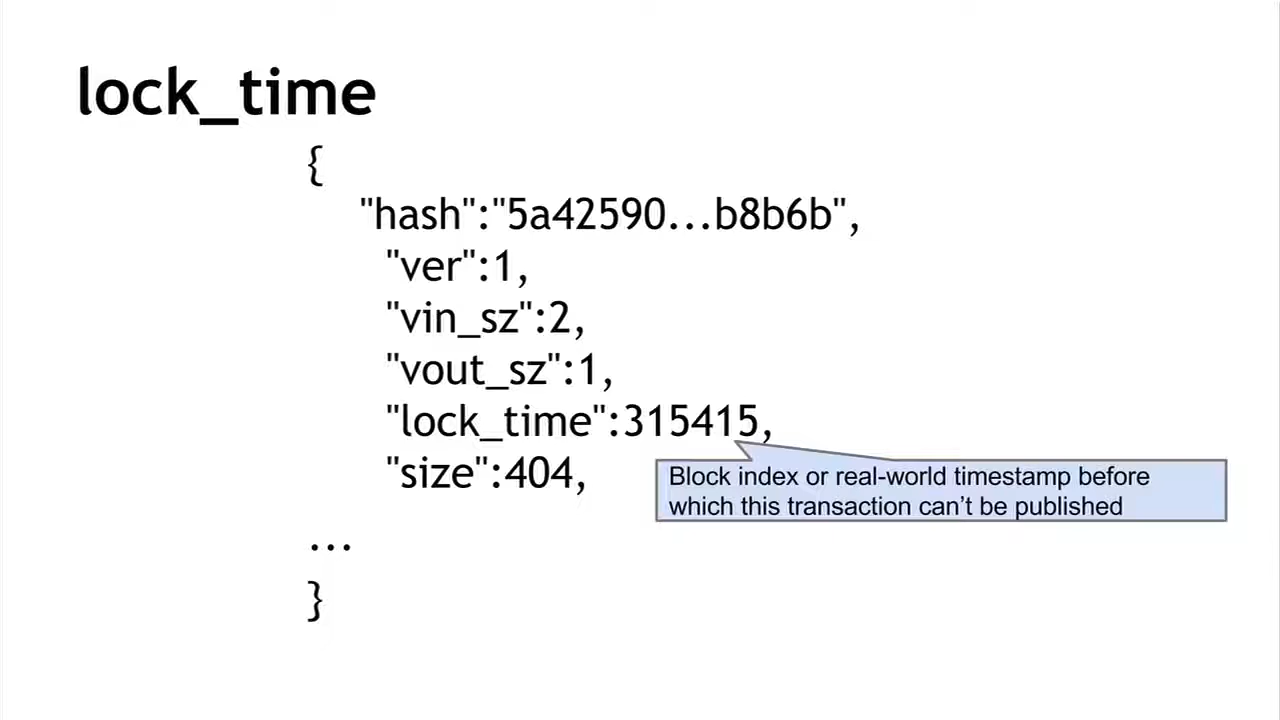 lock_time
{
"hash":"5a42590...b8b6b",
"ver":1,
"vin_sz":2,
"vout_sz":1,
"lock_time":315415,
"size":404,
Block index or real-world timestamp before
which this transaction can’t be published
...
}